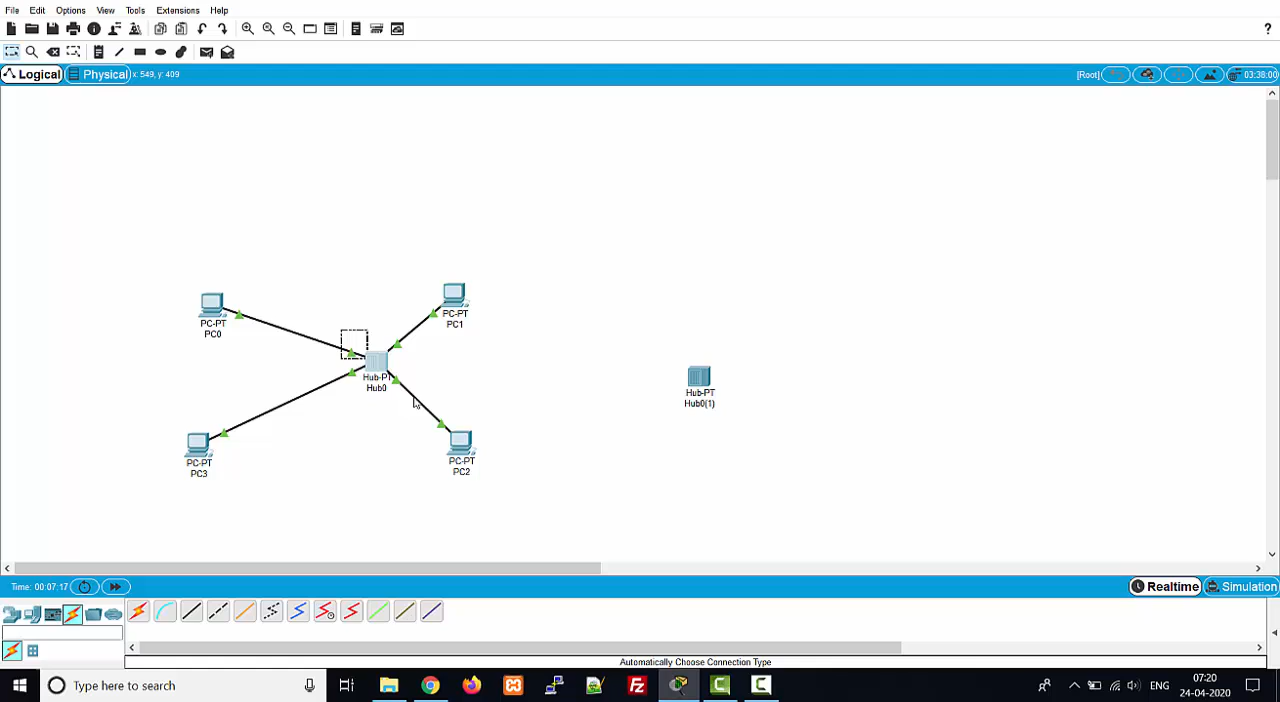 File Edit Options View Tools Extensions Help
?
Logical Physical x: 549, y: 409 [Root] 03:38:00
PC-PT
PC0
PC-PT
PC1
Hub-PT
Hub0
Hub-PT
Hub0(1)
PC-PT
PC3
PC-PT
PC2
Time: 00:07:17 Realtime Simulation
Automatically Choose Connection Type
Type here to search ENG 07:20
24-04-2020